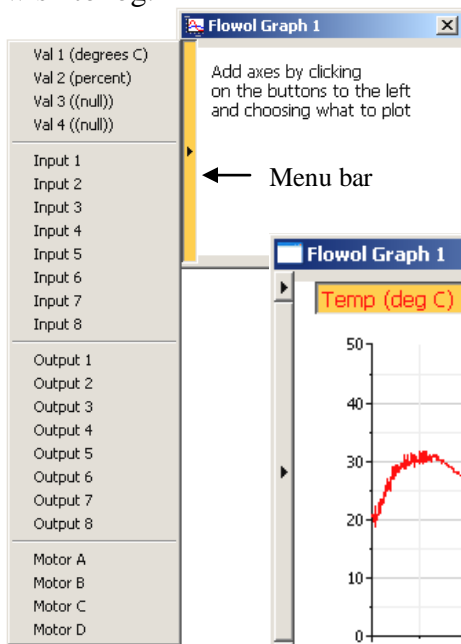 Flowol Graph 1
Val 1 (degrees C)
Val 2 (percent)
Val 3 ((null))
Val 4 ((null))
Input 1
Input 2
Input 3
Input 4
Input 5
Input 6
Input 7
Input 8
Output 1
Output 2
Output 3
Output 4
Output 5
Output 6
Output 7
Output 8
Motor A
Motor B
Motor C
Motor D
Add axes by clicking
on the buttons to the left
and choosing what to plot
Menu bar
Flowol Graph 1
Temp (deg C)
50
40
30
20
10
0